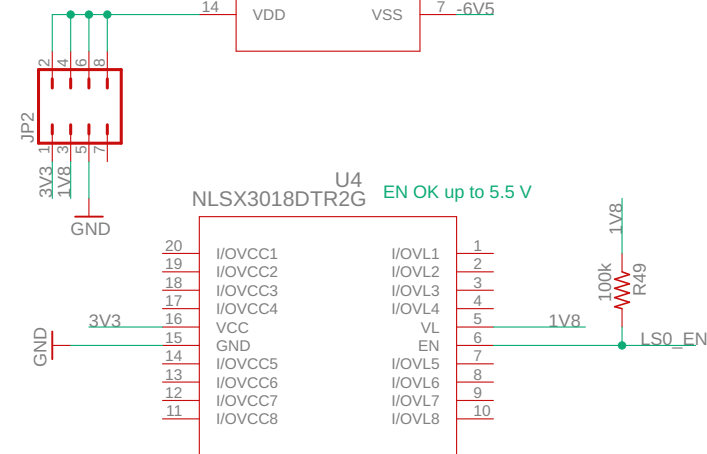 14 VDD VSS 7 -6V5
2 4 6 8
JP2
1 3 5 7
3V3 1V8
GND
U4
NLSX3018DTR2G EN OK up to 5.5 V
1V8
100k R49
20 I/OVCC1 I/OVL1 1
19 I/OVCC2 I/OVL2 2
18 I/OVCC3 I/OVL3 3
17 I/OVCC4 I/OVL4 4
3V3 16 VCC VL 5 1V8
GND 15 GND EN 6 LS0_EN
14 I/OVCC5 I/OVL5 7
13 I/OVCC6 I/OVL6 8
12 I/OVCC7 I/OVL7 9
11 I/OVCC8 I/OVL8 10